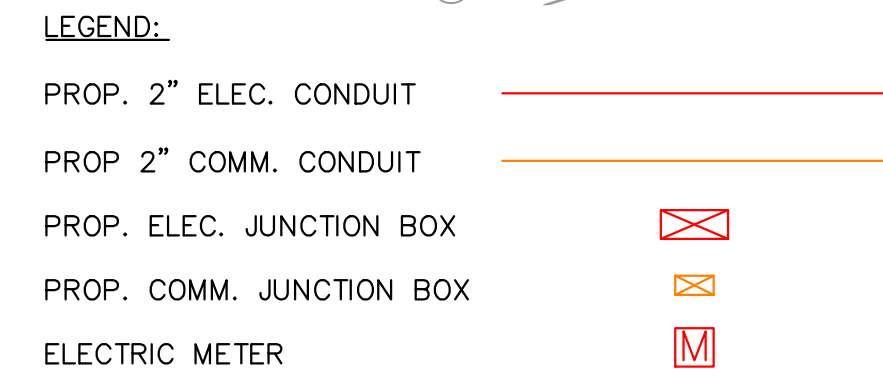 LEGEND:
PROP. 2” ELEC. CONDUIT
PROP 2” COMM. CONDUIT
PROP. ELEC. JUNCTION BOX
PROP. COMM. JUNCTION BOX
ELECTRIC METER M